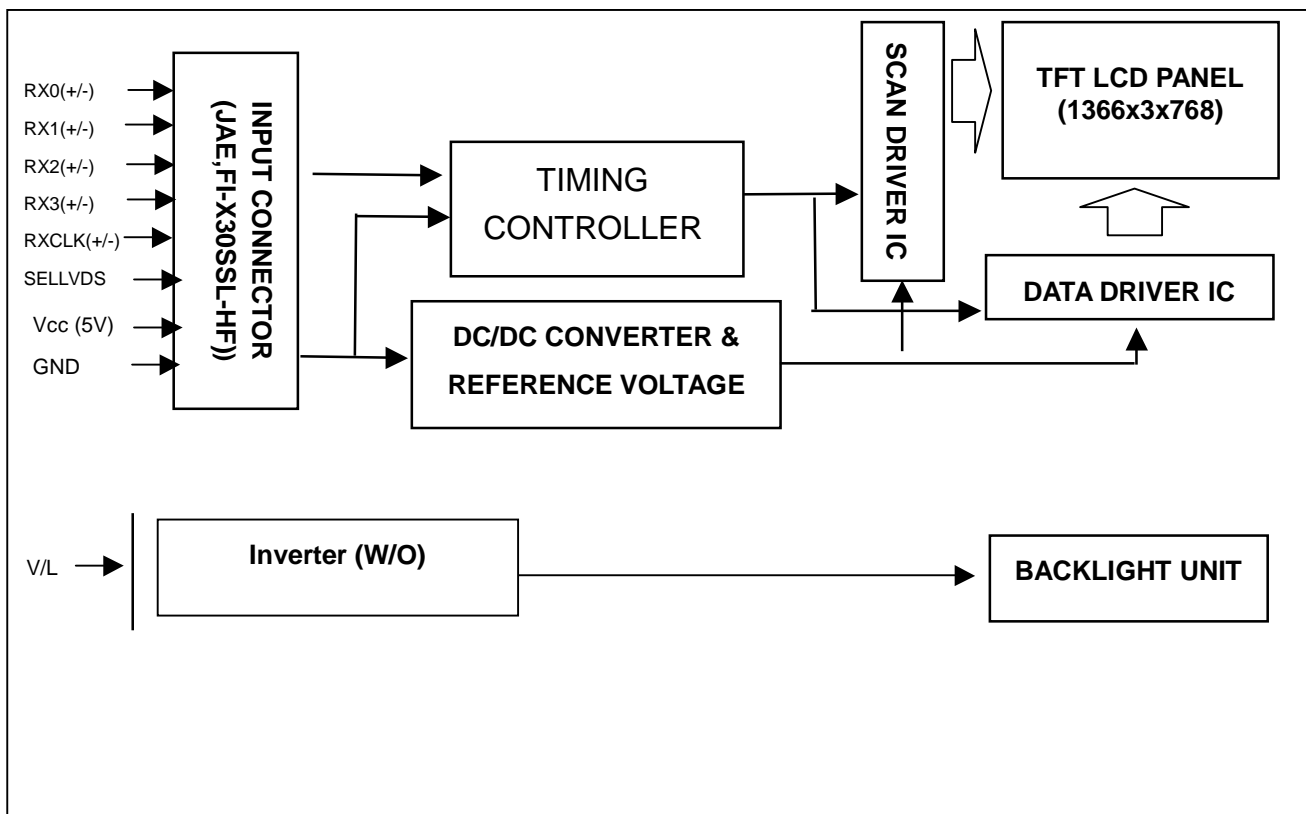 RX0(+/-)
RX1(+/-)
RX2(+/-)
RX3(+/-)
RXCLK(+/-)
SELLVDS
Vcc (5V)
GND
INPUT CONNECTOR
(JAE,FI-X30SSL-HF))
TIMING
CONTROLLER
DC/DC CONVERTER &
REFERENCE VOLTAGE
SCAN DRIVER IC
TFT LCD PANEL
(1366x3x768)
DATA DRIVER IC
V/L
Inverter (W/O)
BACKLIGHT UNIT